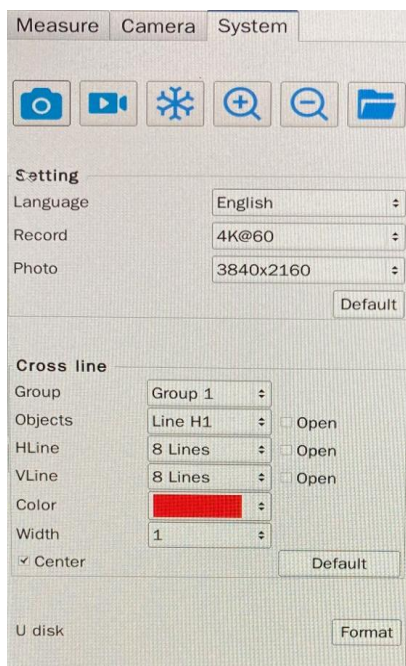 Measure Camera System
Setting
Language English
Record 4K@60
Photo 3840x2160
Default
Cross line
Group Group 1
Objects Line H1 Open
HLine 8 Lines Open
VLine 8 Lines Open
Color
Width 1
Center Default
U disk Format